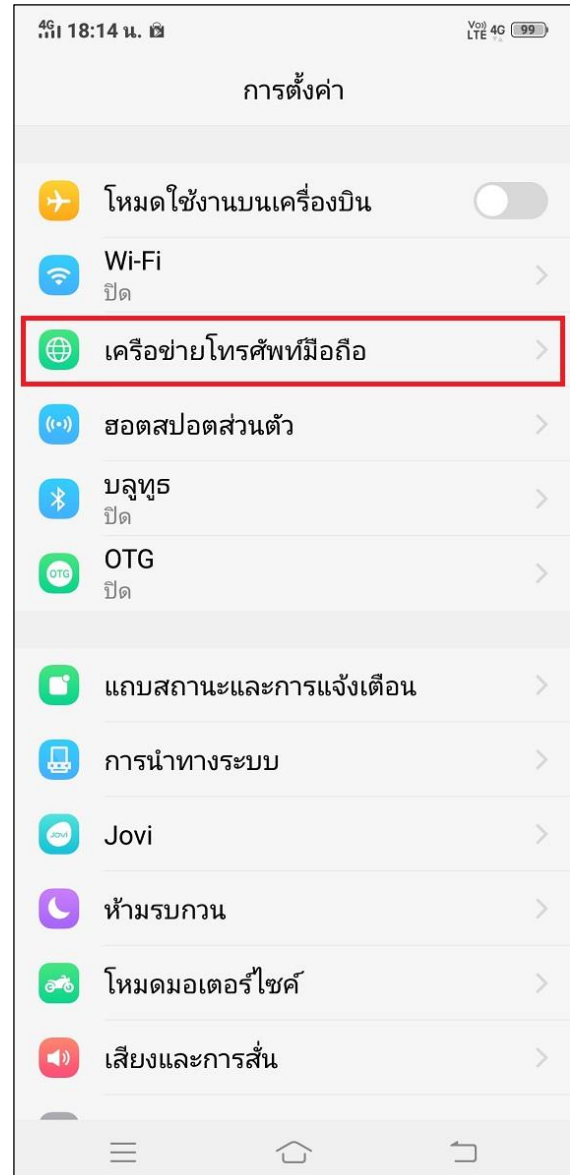 4G 18:14 น. VoD LTE 4G 99
การตั้งค่า
โหมดใช้งานบนเครื่องบิน
Wi-Fi
ปิด
เครือข่ายโทรศัพท์มือถือ
ฮอตสปอตส่วนตัว
บลูทูธ
ปิด
OTG
OTG
ปิด
แถบสถานะและการแจ้งเตือน
การนำทางระบบ
Jovi
Jovi
ห้ามรบกวน
โหมดมอเตอร์ไซค์
เสียงและการสั่น